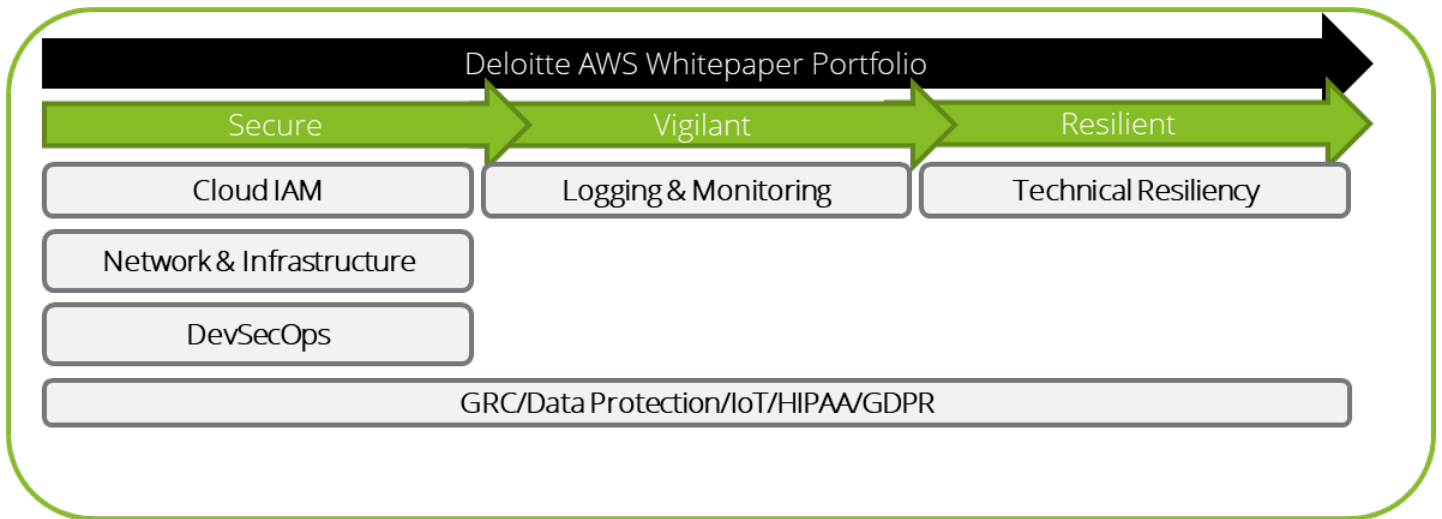 Deloitte AWS Whitepaper Portfolio
Secure
Vigilant
Resilient
Cloud IAM
Logging & Monitoring
Technical Resiliency
Network & Infrastructure
DevSecOps
GRC/Data Protection/IoT/HIPAA/GDPR